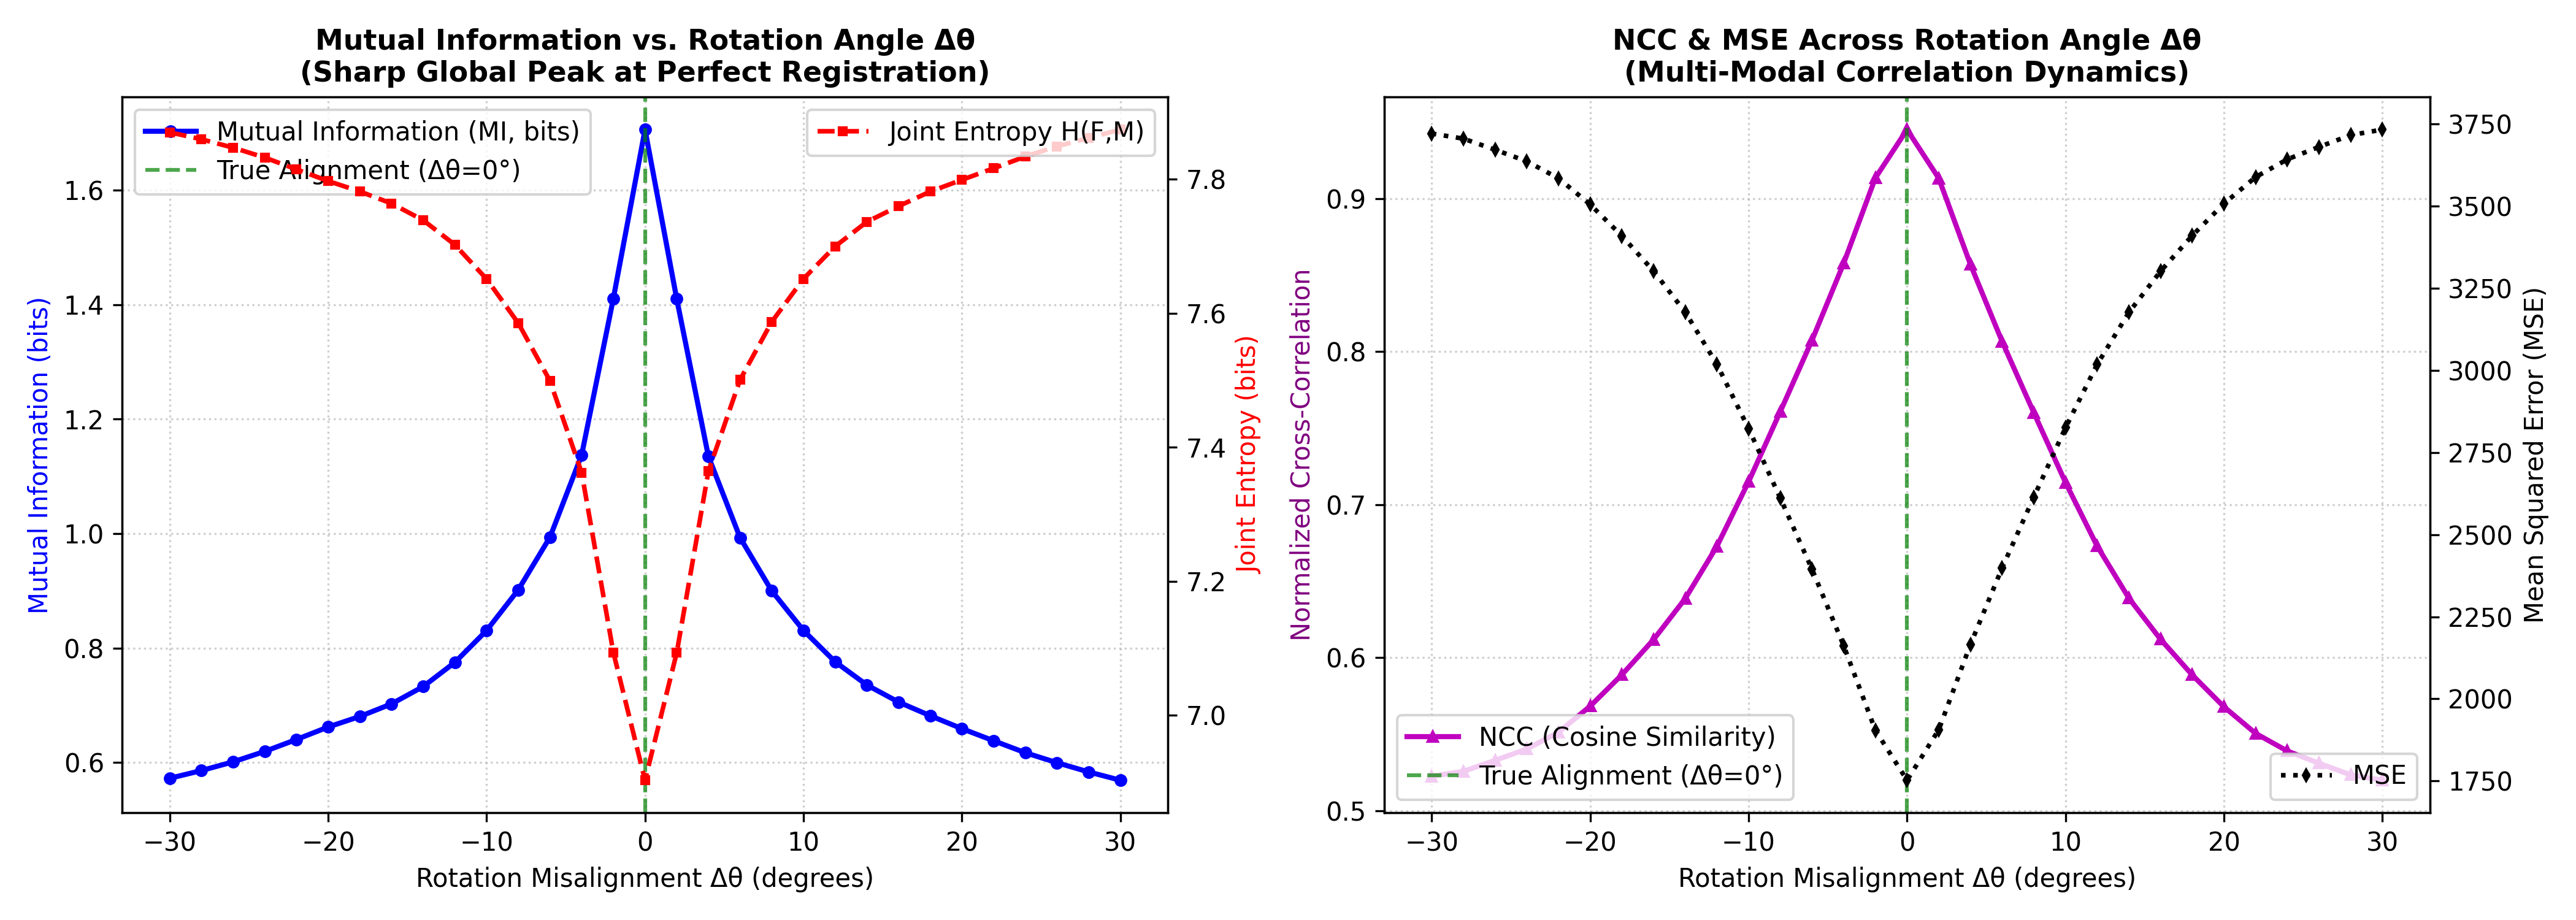 Mutual Information vs. Rotation Angle Δθ
(Sharp Global Peak at Perfect Registration)
Mutual Information (MI, bits)
True Alignment (Δθ=0°)
Joint Entropy H(F,M)
Mutual Information (bits)
1.6
1.4
1.2
1.0
0.8
0.6
7.8
7.6
7.4
7.2
7.0
Joint Entropy (bits)
−30
−20
−10
0
10
20
30
Rotation Misalignment Δθ (degrees)
NCC & MSE Across Rotation Angle Δθ
(Multi-Modal Correlation Dynamics)
Normalized Cross-Correlation
0.9
0.8
0.7
0.6
0.5
NCC (Cosine Similarity)
True Alignment (Δθ=0°)
MSE
3750
3500
3250
3000
2750
2500
2250
2000
1750
Mean Squared Error (MSE)
−30
−20
−10
0
10
20
30
Rotation Misalignment Δθ (degrees)